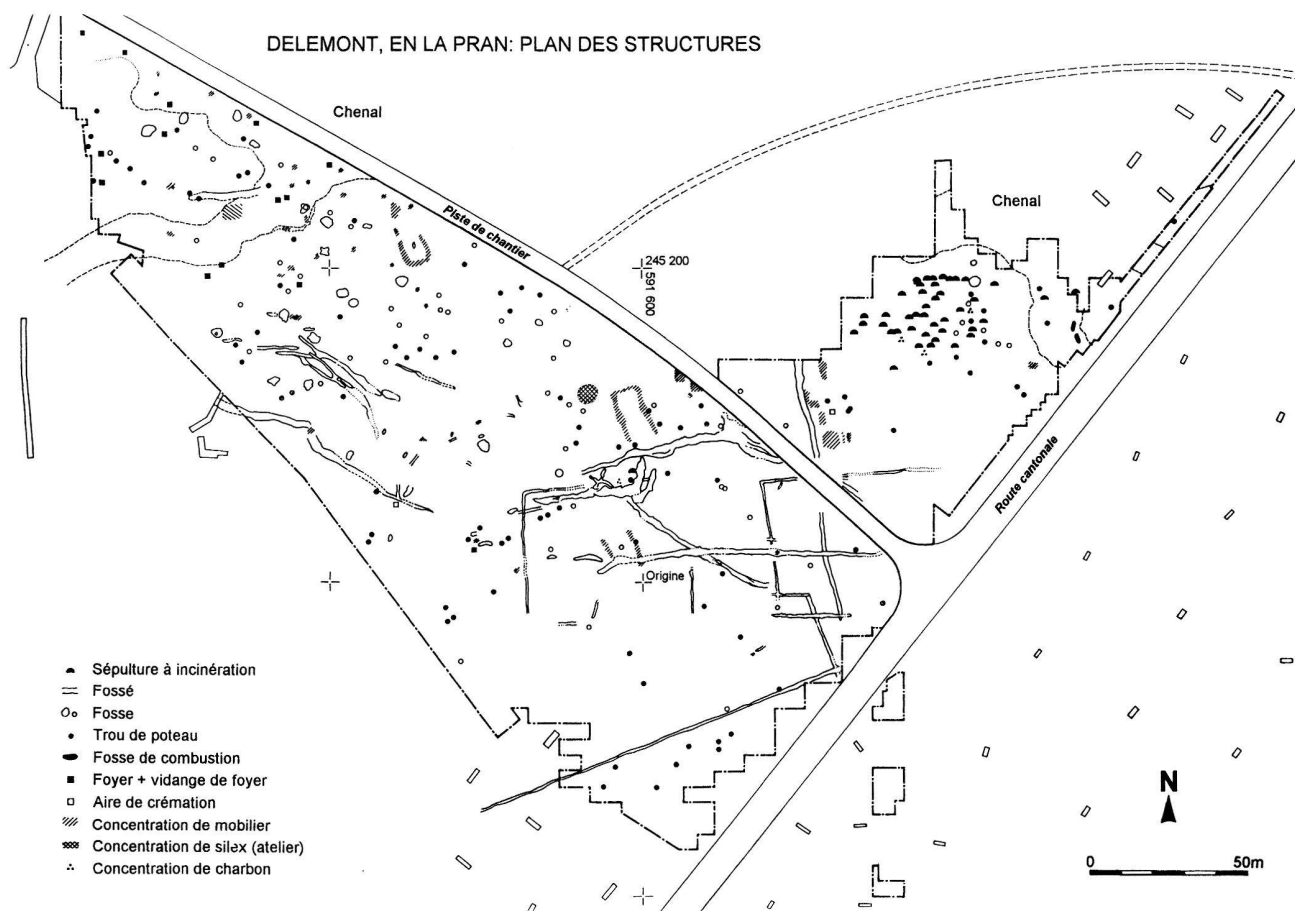 DELEMONT, EN LA PRAN: PLAN DES STRUCTURES
Chenal
Piste de chantier
245 200
591 600
Chenal
Route cantonale
Origine
Sépulture à incinération
Fossé
Fosse
Trou de poteau
Fosse de combustion
Foyer + vidange de foyer
Aire de crémation
Concentration de mobilier
Concentration de silex (atelier)
Concentration de charbon
N
0 50m